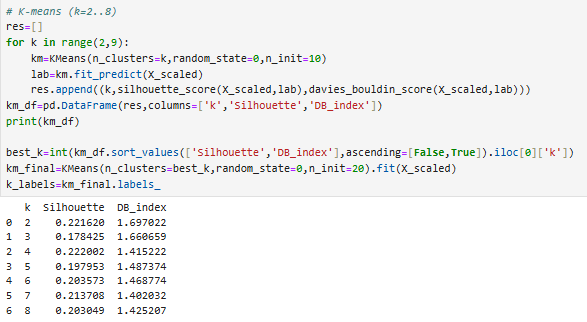 # K-means (k=2..8)
res=[]
for k in range(2,9):
    km=KMeans(n_clusters=k,random_state=0,n_init=10)
    lab=km.fit_predict(X_scaled)
    res.append((k,silhouette_score(X_scaled,lab),davies_bouldin_score(X_scaled,lab)))
km_df=pd.DataFrame(res,columns=['k','Silhouette','DB_index'])
print(km_df)

best_k=int(km_df.sort_values(['Silhouette','DB_index'],ascending=[False,True]).iloc[0]['k'])
km_final=KMeans(n_clusters=best_k,random_state=0,n_init=20).fit(X_scaled)
k_labels=km_final.labels_

   k  Silhouette  DB_index
0  2    0.221620  1.697022
1  3    0.178425  1.660659
2  4    0.222002  1.415222
3  5    0.197953  1.487374
4  6    0.203573  1.468774
5  7    0.213708  1.402032
6  8    0.203049  1.425207